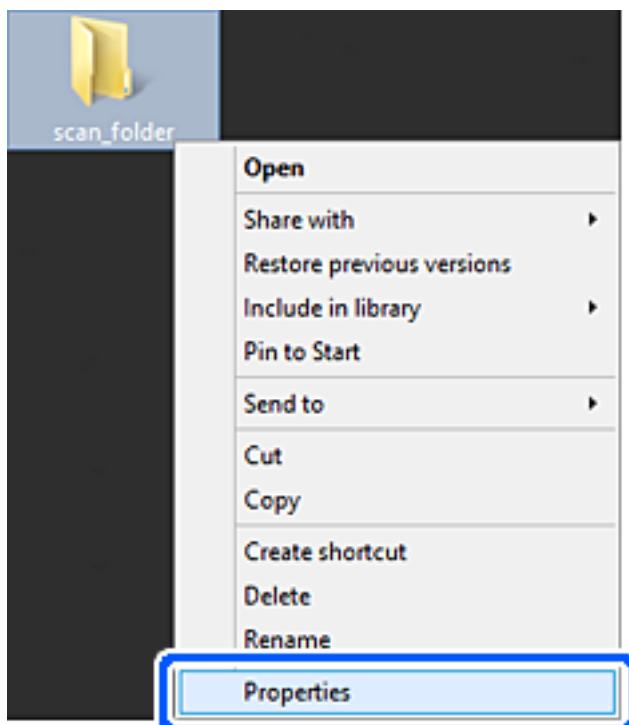 scan_folder
Open
Share with
Restore previous versions
Include in library
Pin to Start
Send to
Cut
Copy
Create shortcut
Delete
Rename
Properties